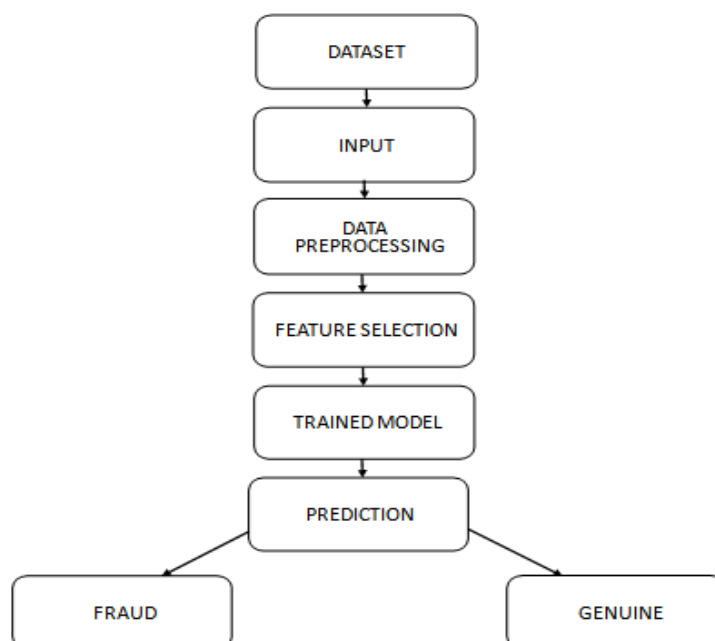 DATASET
INPUT
DATA
PREPROCESSING
FEATURE SELECTION
TRAINED MODEL
PREDICTION
FRAUD
GENUINE